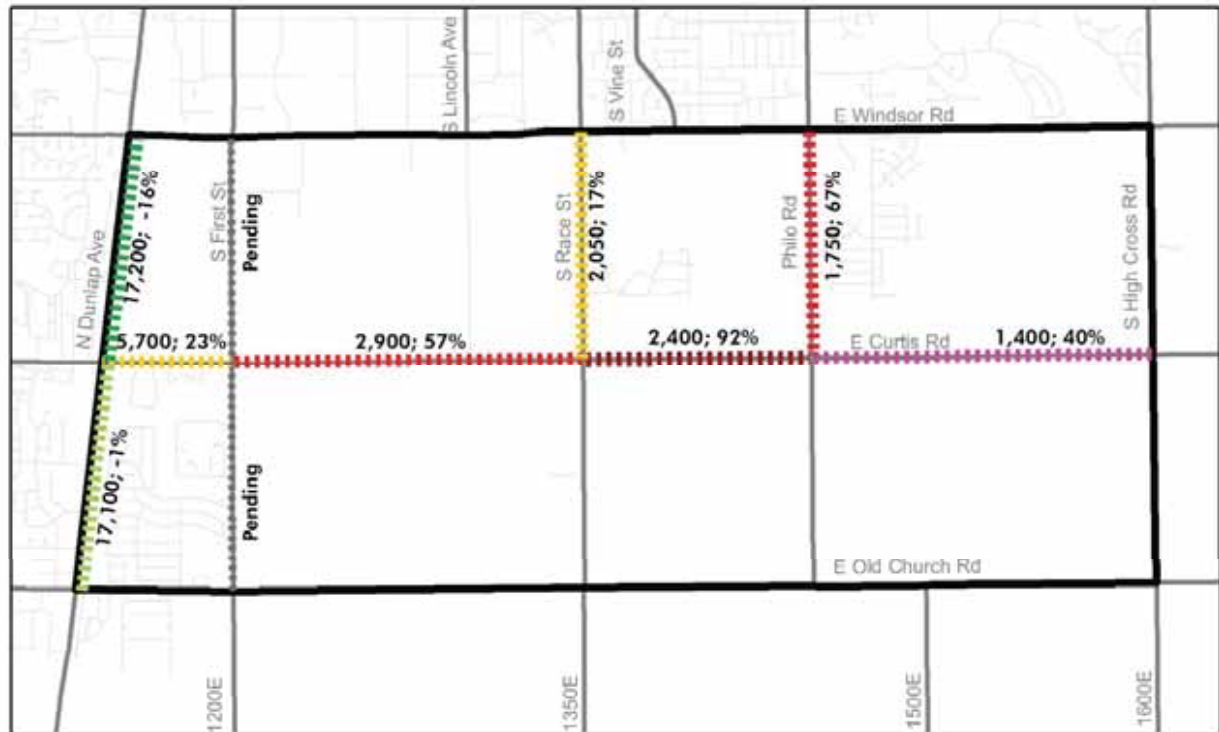 S Lincoln Ave
S Vine St
E Windsor Rd
N Dunlap Ave
17,200; -16%
S First St
Pending
S Race St
2,050; 17%
Philo Rd
1,750; 67%
S High Cross Rd
5,700; 23%
2,900; 57%
2,400; 92%
E Curtis Rd
1,400; 40%
17,100; -1%
Pending
E Old Church Rd
1200E
1350E
1500E
1600E